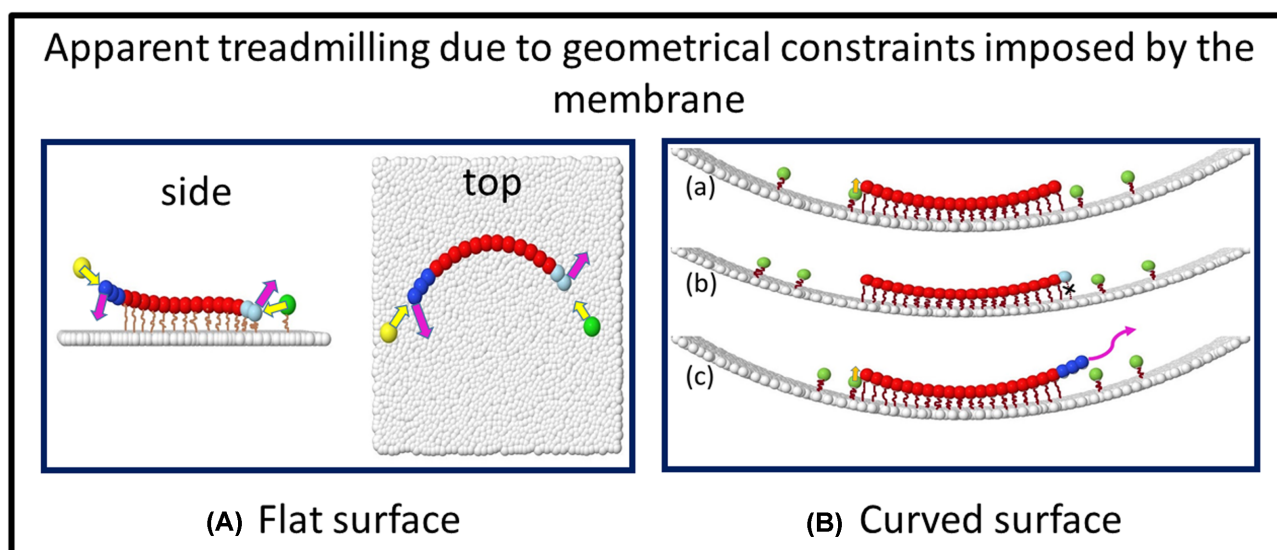 Apparent treadmilling due to geometrical constraints imposed by the
membrane
side
top
(a)
(b)
(c)
(A) Flat surface
(B) Curved surface